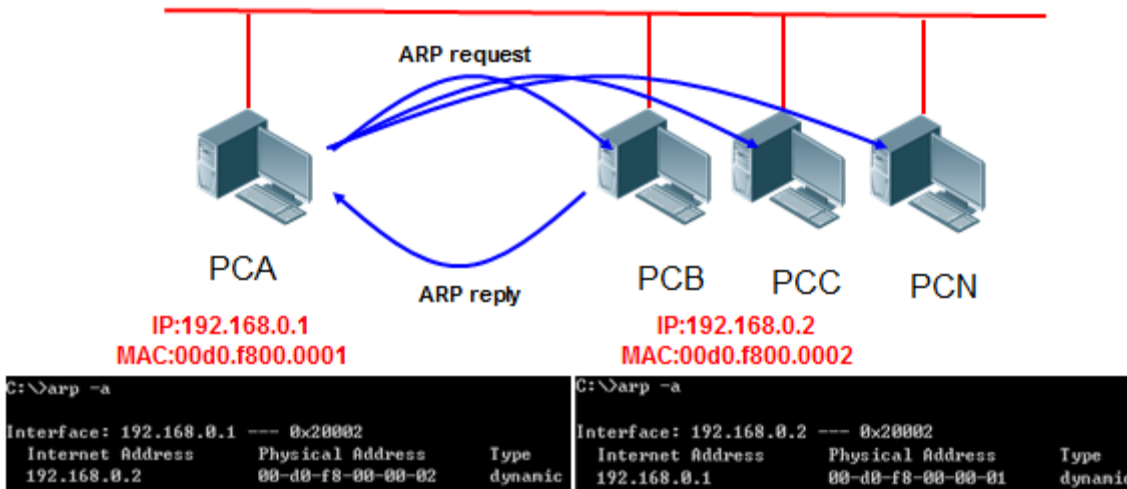 ARP request
PCA
PCB
PCC
PCN
ARP reply
IP:192.168.0.1
MAC:00d0.f800.0001
IP:192.168.0.2
MAC:00d0.f800.0002
C:\>arp -a
Interface: 192.168.0.1 --- 0x20002
Internet Address Physical Address Type
192.168.0.2 00-d0-f8-00-00-02 dynamic
C:\>arp -a
Interface: 192.168.0.2 --- 0x20002
Internet Address Physical Address Type
192.168.0.1 00-d0-f8-00-00-01 dynamic